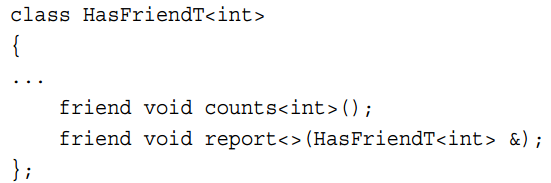 class HasFriendT<int>
{
...
    friend void counts<int>();
    friend void report<>(HasFriendT<int> &);
};